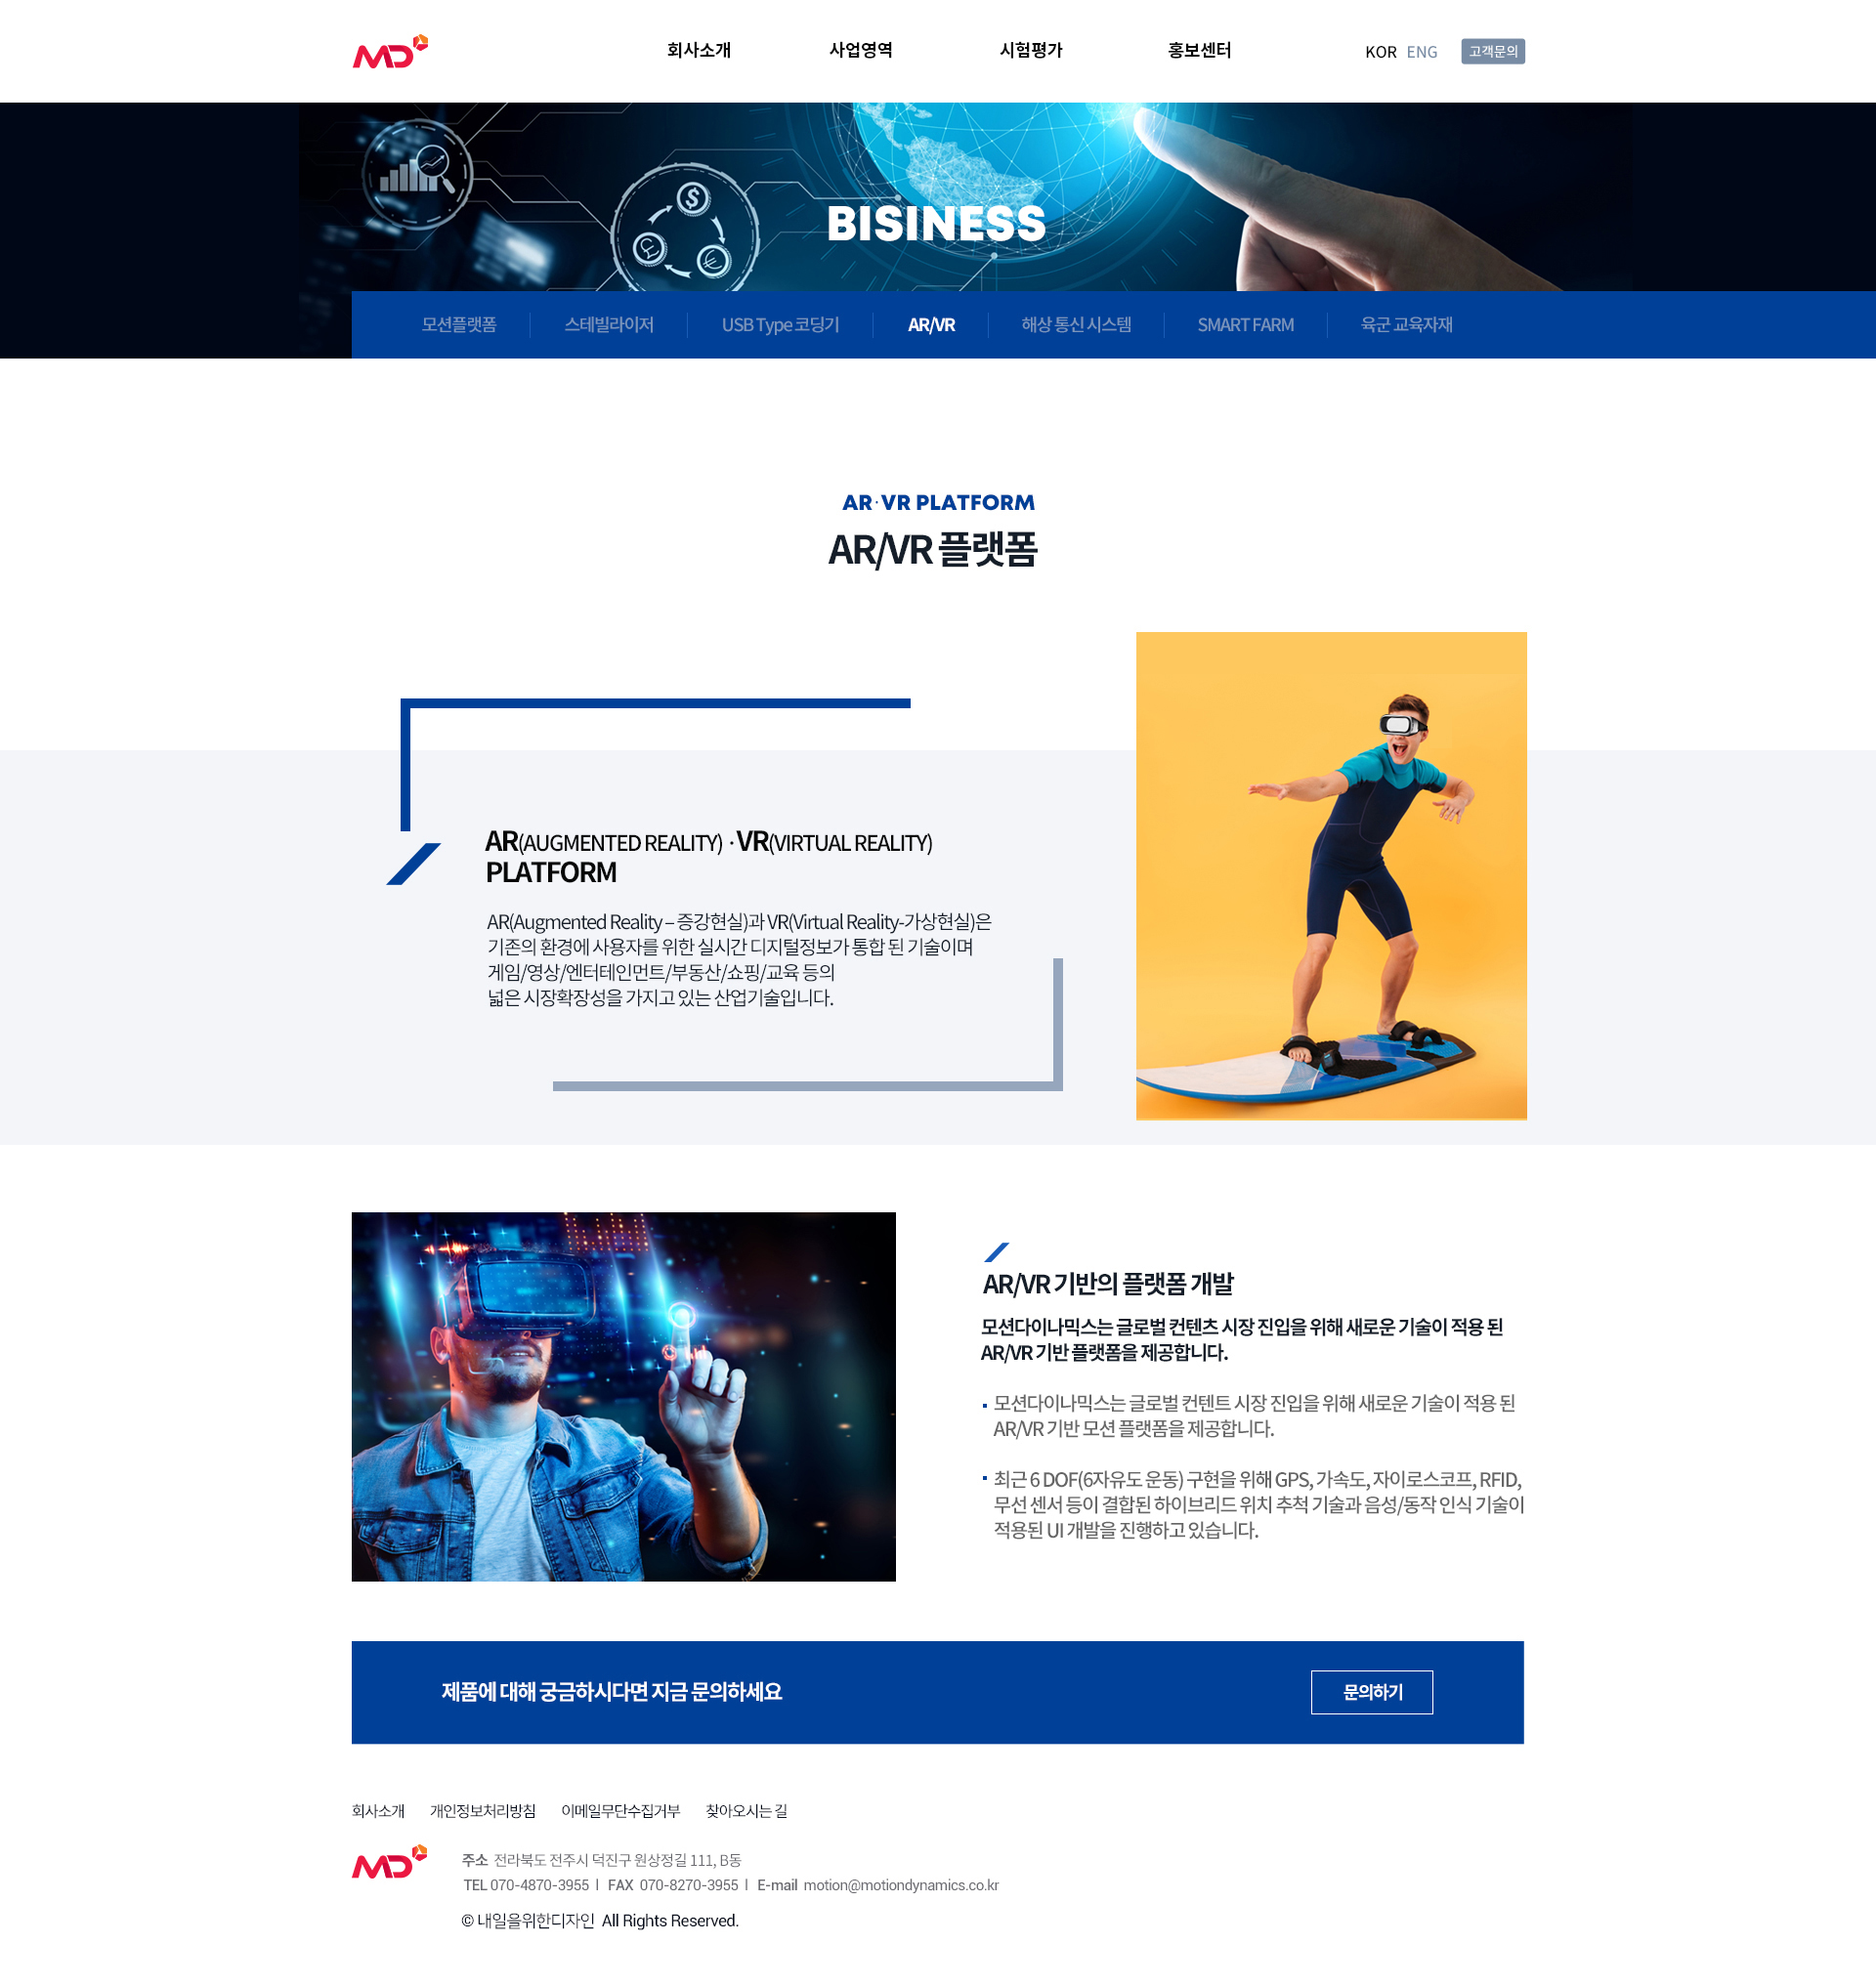 MD
회사소개
사업영역
시험평가
홍보센터
KOR ENG
고객문의
BISINESS
모션플랫폼
스테빌라이저
USB Type 코딩기
AR/VR
해상 통신 시스템
SMART FARM
육군 교육자재
AR·VR PLATFORM
AR/VR 플랫폼
AR(AUGMENTED REALITY) ·VR(VIRTUAL REALITY)
PLATFORM
AR(Augmented Reality – 증강현실)과 VR(Virtual Reality-가상현실)은
기존의 환경에 사용자를 위한 실시간 디지털정보가 통합 된 기술이며
게임/영상/엔터테인먼트/부동산/쇼핑/교육 등의
넓은 시장확장성을 가지고 있는 산업기술입니다.
AR/VR 기반의 플랫폼 개발
모션다이나믹스는 글로벌 컨텐츠 시장 진입을 위해 새로운 기술이 적용 된
AR/VR 기반 플랫폼을 제공합니다.
모션다이나믹스는 글로벌 컨텐트 시장 진입을 위해 새로운 기술이 적용 된
AR/VR 기반 모션 플랫폼을 제공합니다.
최근 6 DOF(6자유도 운동) 구현을 위해 GPS, 가속도, 자이로스코프, RFID,
무선 센서 등이 결합된 하이브리드 위치 추척 기술과 음성/동작 인식 기술이
적용된 UI 개발을 진행하고 있습니다.
제품에 대해 궁금하시다면 지금 문의하세요
문의하기
회사소개 개인정보처리방침 이메일무단수집거부 찾아오시는 길
MD
주소 전라북도 전주시 덕진구 원상정길 111, B동
TEL 070-4870-3955 | FAX 070-8270-3955 | E-mail motion@motiondynamics.co.kr
© 내일을위한디자인 All Rights Reserved.